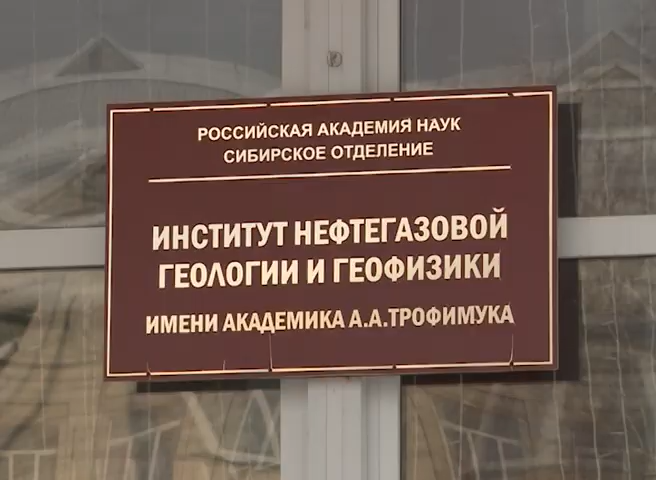 РОССИЙСКАЯ АКАДЕМИЯ НАУК
СИБИРСКОЕ ОТДЕЛЕНИЕ
ИНСТИТУТ НЕФТЕГАЗОВОЙ
ГЕОЛОГИИ И ГЕОФИЗИКИ
ИМЕНИ АКАДЕМИКА А.А.ТРОФИМУКА